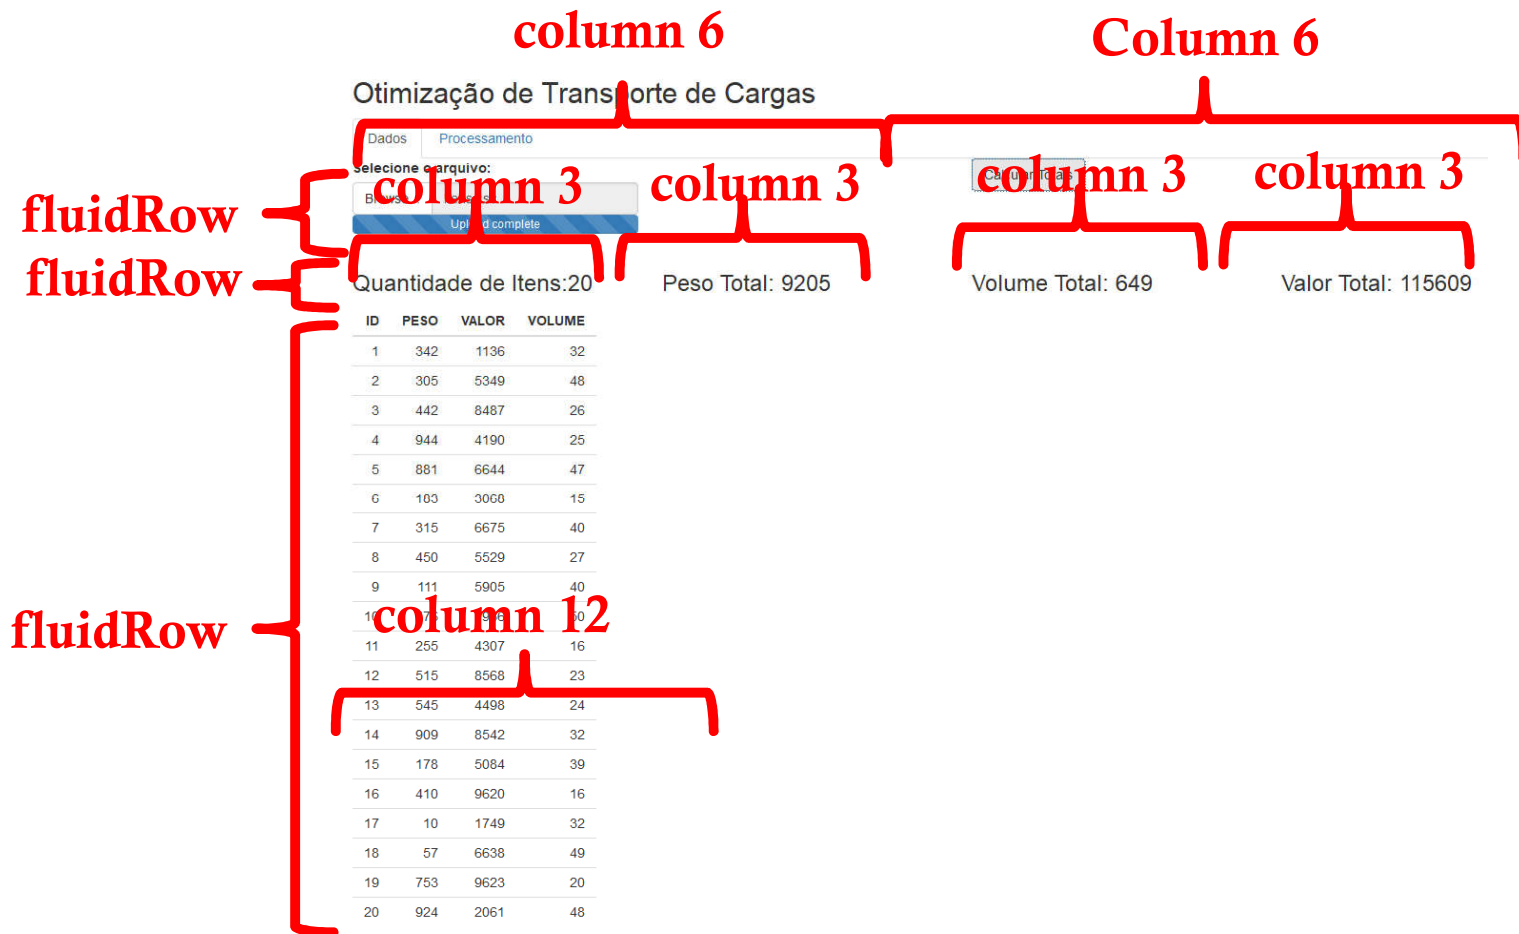 column 6
Column 6
Otimização de Transporte de Cargas
Dados Processamento
selecione o arquivo:
column 3 column 3 column 3 column 3
fluidRow
Upload complete
fluidRow
Quantidade de Itens:20 Peso Total: 9205 Volume Total: 649 Valor Total: 115609
ID PESO VALOR VOLUME
1 342 1136 32
2 305 5349 48
3 442 8487 26
4 944 4190 25
5 881 6644 47
6 103 3060 15
7 315 6675 40
8 450 5529 27
9 111 5905 40
column 12
fluidRow
11 255 4307 16
12 515 8568 23
13 545 4498 24
14 909 8542 32
15 178 5084 39
16 410 9620 16
17 10 1749 32
18 57 6638 49
19 753 9623 20
20 924 2061 48